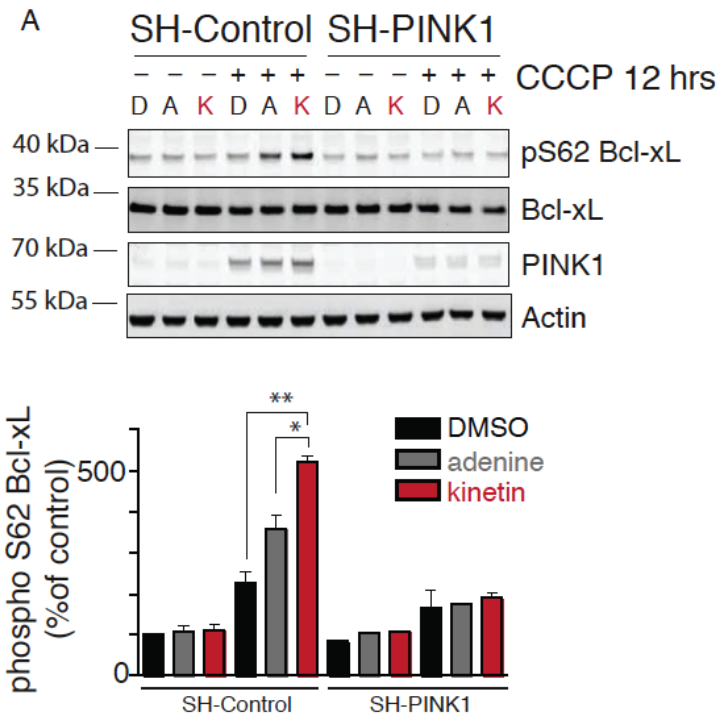 A
SH-Control SH-PINK1
– – – + + + – – – + + + CCCP 12 hrs
D A K D A K D A K D A K
40 kDa pS62 Bcl-xL
35 kDa Bcl-xL
70 kDa PINK1
55 kDa Actin
** DMSO
* adenine
500 kinetin
phospho S62 Bcl-xL
(%of control)
0
SH-Control SH-PINK1